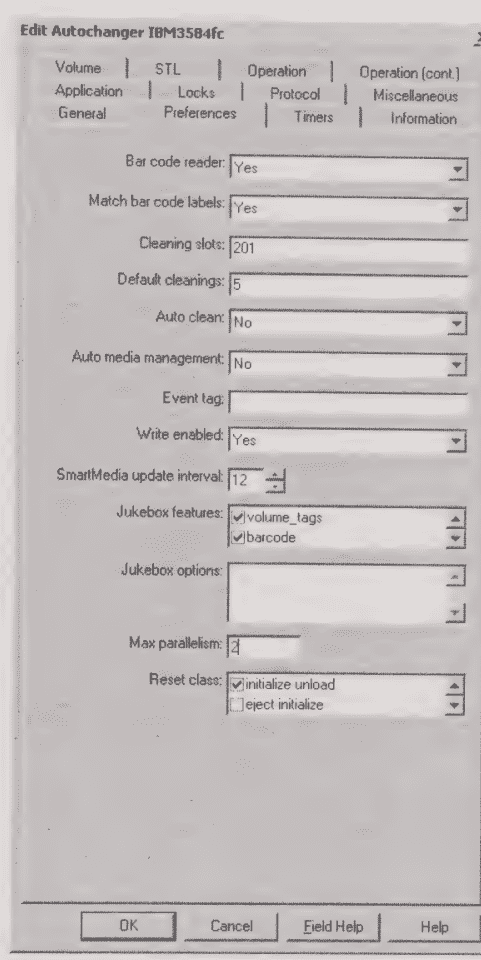 Edit Autochanger IBM3584fc
Volume STL Operation Operation (cont.)
Application Locks Protocol Miscellaneous
General Preferences Timers Information
Bar code reader: Yes
Match bar code labels: Yes
Cleaning slots: 201
Default cleanings: 5
Auto clean: No
Auto media management: No
Event tag:
Write enabled: Yes
SmartMedia update interval: 12
Jukebox features: volume_tags
barcode
Jukebox options:
Max parallelism: 2
Reset class: initialize unload
eject initialize
OK Cancel Field Help Help